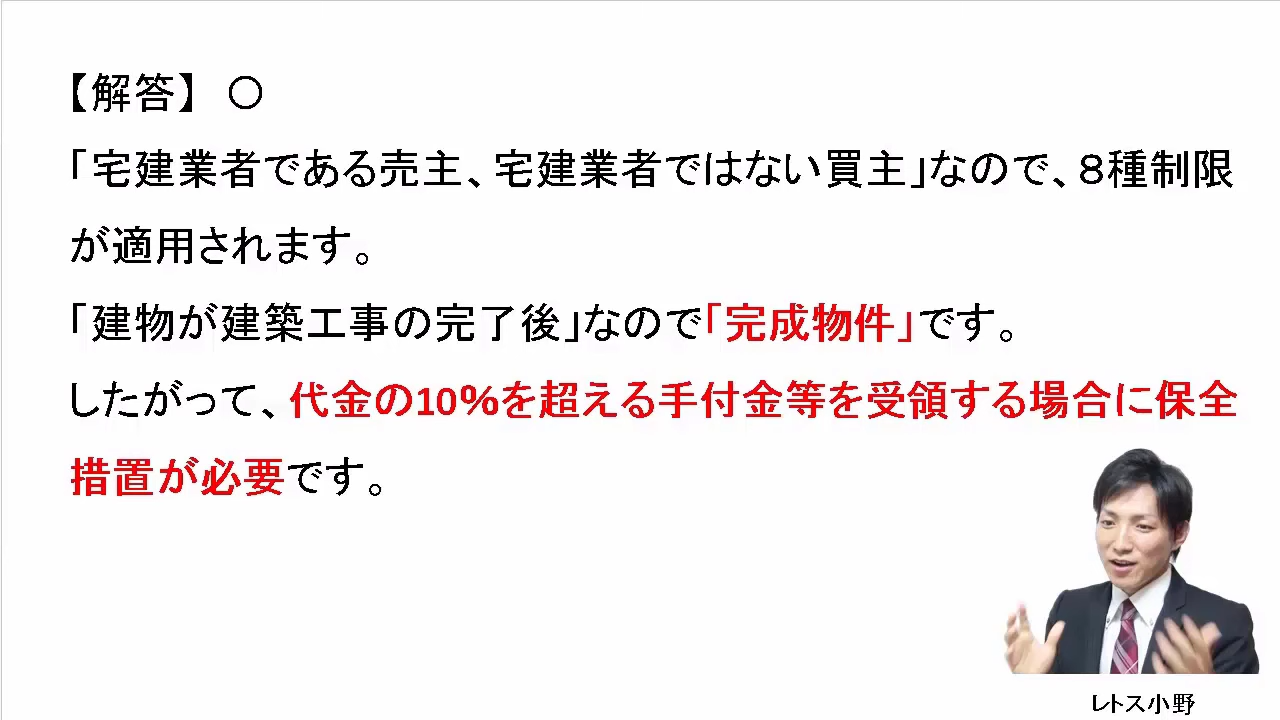 【解答】 ○
「宅建業者である売主、宅建業者ではない買主」なので、８種制限
が適用されます。
「建物が建築工事の完了後」なので「完成物件」です。
したがって、代金の10％を超える手付金等を受領する場合に保全
措置が必要です。
レトス小野